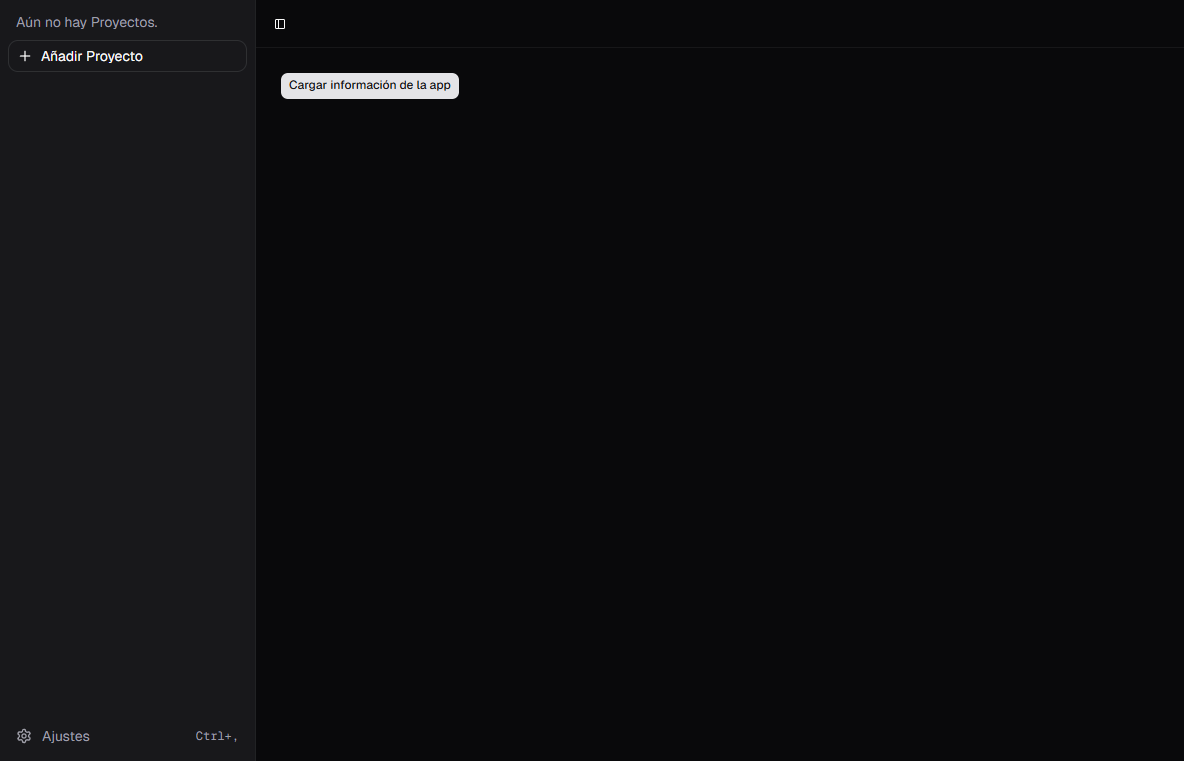 Aún no hay Proyectos.
Añadir Proyecto
Cargar información de la app
Ajustes Ctrl+,